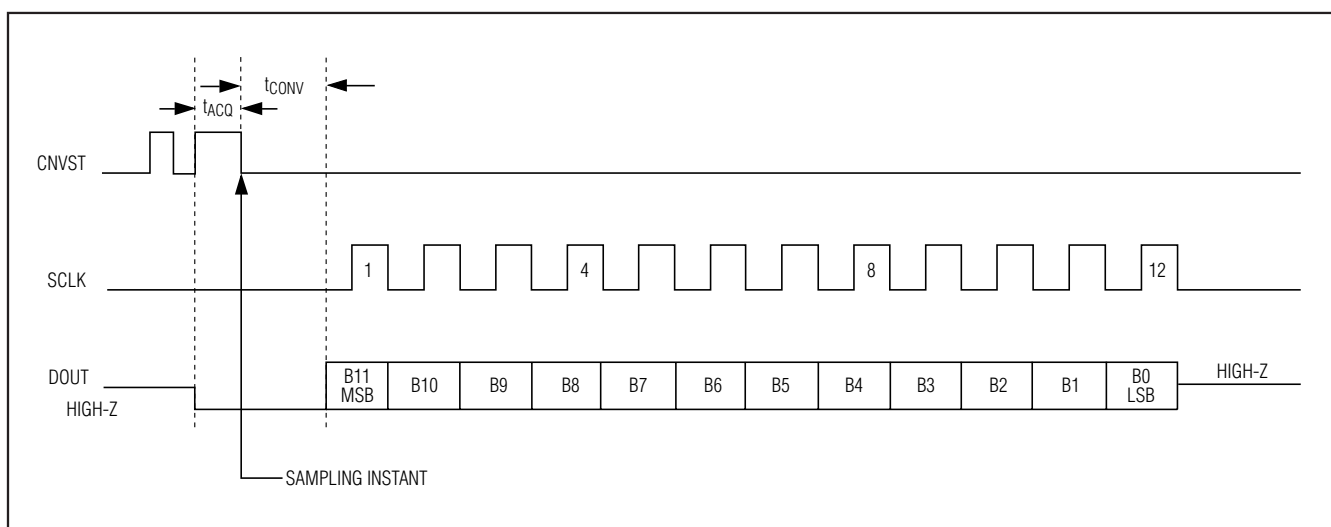 tCONV
tACQ
CNVST
SCLK
1
4
8
12
DOUT
HIGH-Z
B11
MSB
B10
B9
B8
B7
B6
B5
B4
B3
B2
B1
B0
LSB
HIGH-Z
SAMPLING INSTANT